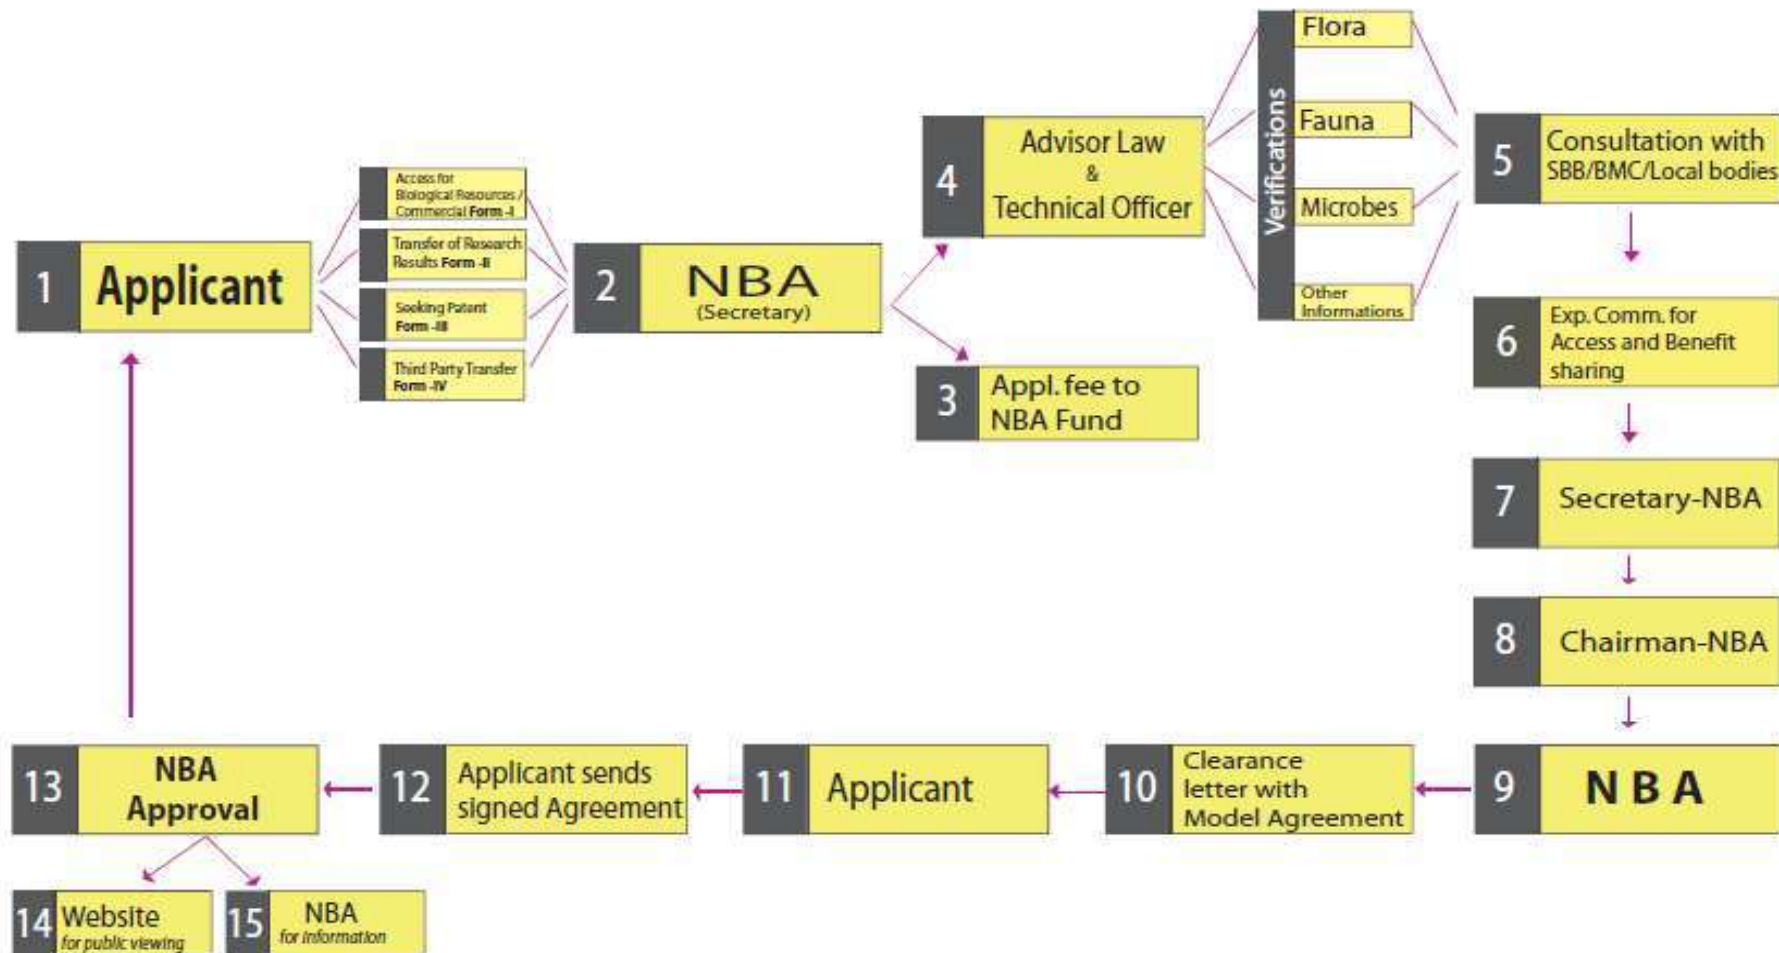 1
Applicant
Access for
Biological Resources /
Commercial Form -I
Transfer of Research
Results Form -II
Seeking Patent
Form -III
Third Party Transfer
Form -IV
2
NBA
(Secretary)
4
Advisor Law
&
Technical Officer
3
Appl. fee to
NBA Fund
Verifications
Flora
Fauna
Microbes
Other
Informations
5
Consultation with
SBB/BMC/Local bodies
6
Exp. Comm. for
Access and Benefit
sharing
7
Secretary-NBA
8
Chairman-NBA
9
N B A
10
Clearance
letter with
Model Agreement
11
Applicant
12
Applicant sends
signed Agreement
13
NBA
Approval
14
Website
for public viewing
15
NBA
for information